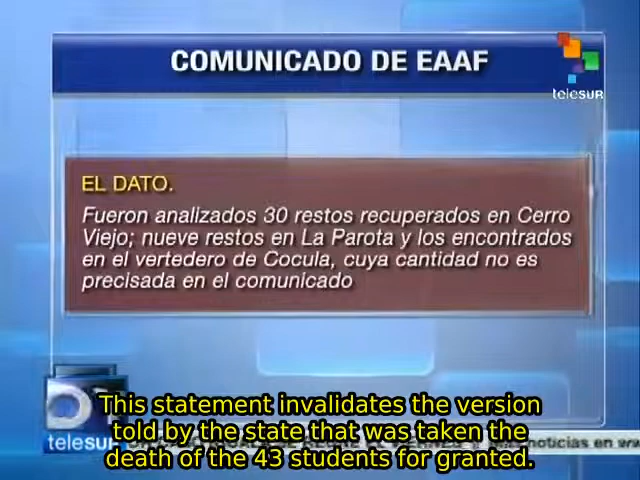 COMUNICADO DE EAAF
teleSUR
EL DATO.
Fueron analizados 30 restos recuperados en Cerro
Viejo; nueve restos en La Parota y los encontrados
en el vertedero de Cocula, cuya cantidad no es
precisada en el comunicado
This statement invalidates the version
told by the state that was taken the
death of the 43 students for granted.
telesur
noticias en